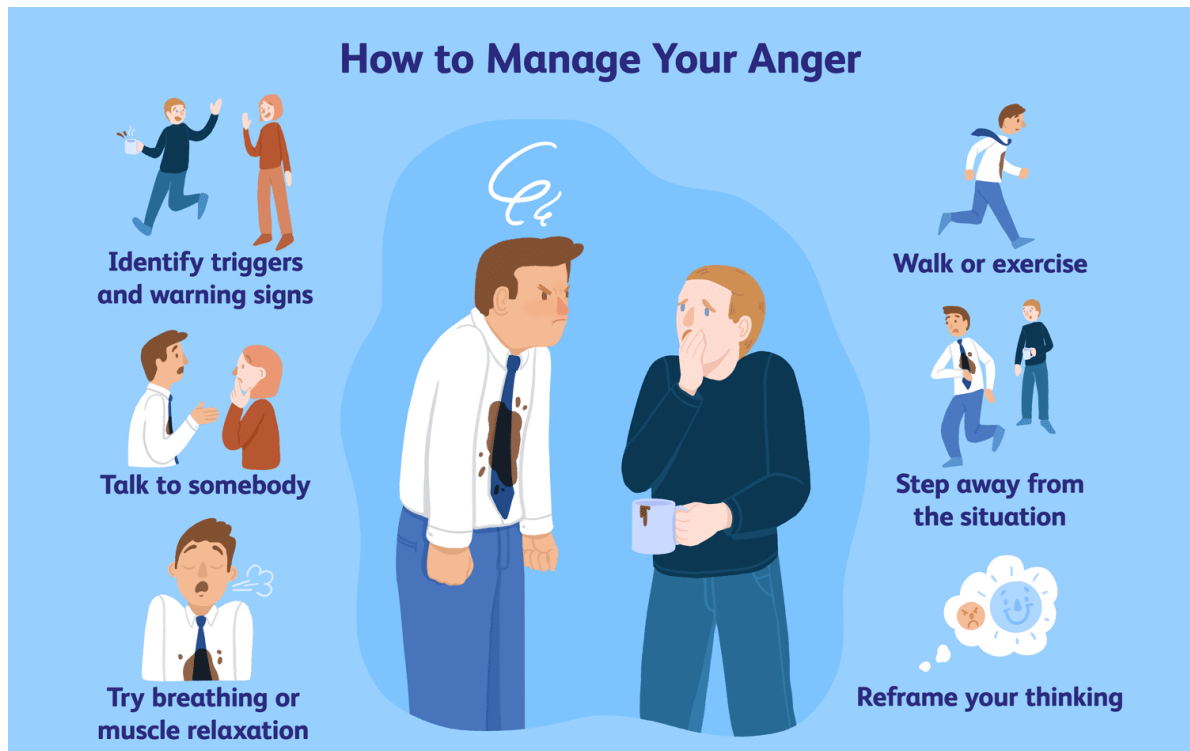 How to Manage Your Anger
Identify triggers
and warning signs
Talk to somebody
Try breathing or
muscle relaxation
Walk or exercise
Step away from
the situation
Reframe your thinking